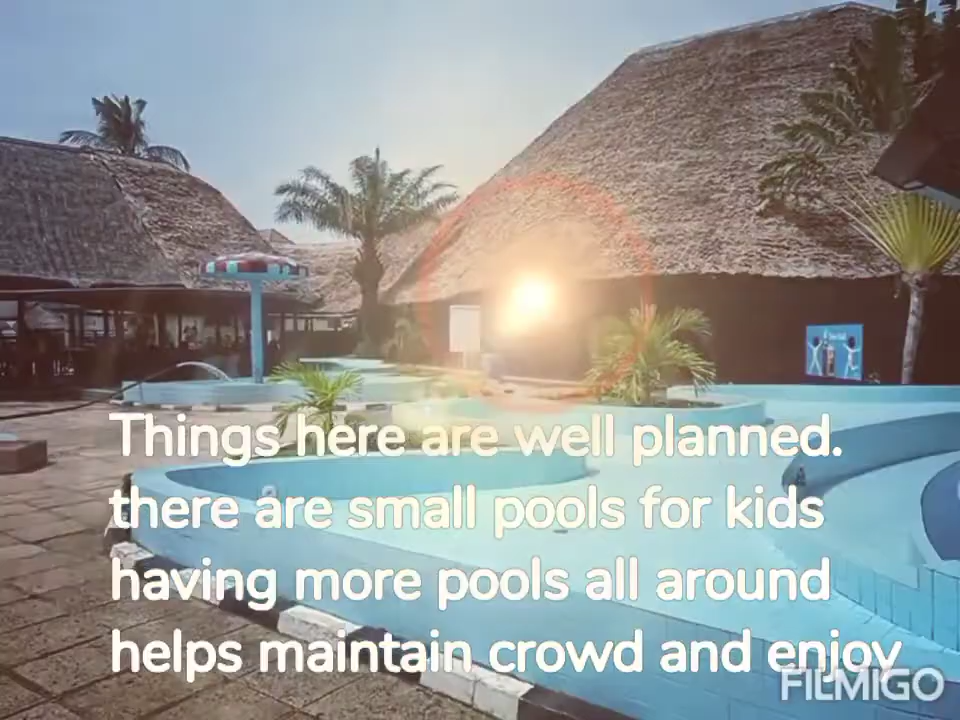 Things here are well planned.
there are small pools for kids
having more pools all around
helps maintain crowd and enjoy
FILMIGO